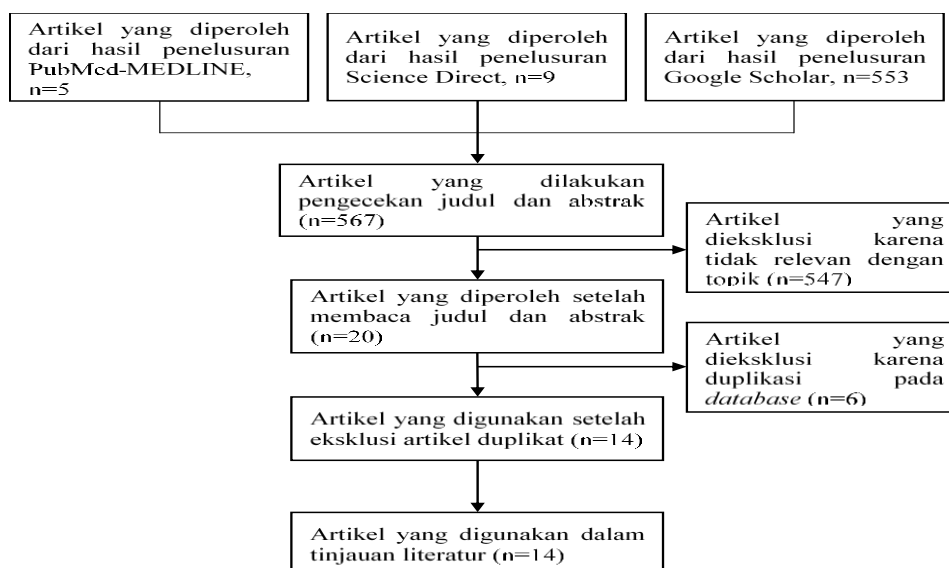 Artikel yang diperoleh
dari hasil penelusuran
PubMed-MEDLINE,
n=5
Artikel yang diperoleh
dari hasil penelusuran
Science Direct, n=9
Artikel yang diperoleh
dari hasil penelusuran
Google Scholar, n=553
Artikel yang dilakukan
pengecekan judul dan abstrak
(n=567)
Artikel yang
dieksklusi karena
tidak relevan dengan
topik (n=547)
Artikel yang diperoleh setelah
membaca judul dan abstrak
(n=20)
Artikel yang
dieksklusi karena
duplikasi pada
database (n=6)
Artikel yang digunakan setelah
eksklusi artikel duplikat (n=14)
Artikel yang digunakan dalam
tinjauan literatur (n=14)